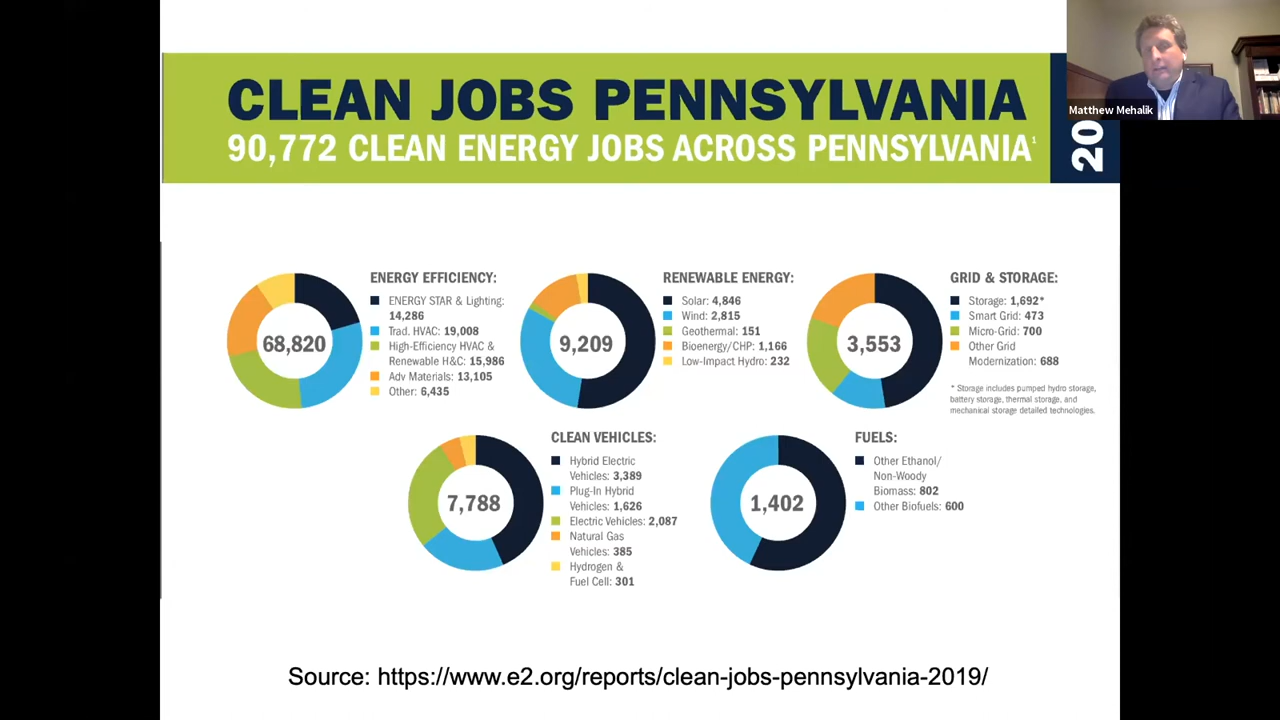 CLEAN JOBS PENNSYLVANIA
90,772 CLEAN ENERGY JOBS ACROSS PENNSYLVANIA¹
20
Matthew Mehalik
68,820
ENERGY EFFICIENCY:
ENERGY STAR & Lighting:
14,286
Trad. HVAC: 19,008
High-Efficiency HVAC &
Renewable H&C: 15,986
Adv Materials: 13,105
Other: 6,435
9,209
RENEWABLE ENERGY:
Solar: 4,846
Wind: 2,815
Geothermal: 151
Bioenergy/CHP: 1,166
Low-Impact Hydro: 232
3,553
GRID & STORAGE:
Storage: 1,692*
Smart Grid: 473
Micro-Grid: 700
Other Grid
Modernization: 688
* Storage includes pumped hydro storage,
battery storage, thermal storage, and
mechanical storage detailed technologies.
7,788
CLEAN VEHICLES:
Hybrid Electric
Vehicles: 3,389
Plug-In Hybrid
Vehicles: 1,626
Electric Vehicles: 2,087
Natural Gas
Vehicles: 385
Hydrogen &
Fuel Cell: 301
1,402
FUELS:
Other Ethanol/
Non-Woody
Biomass: 802
Other Biofuels: 600
Source: https://www.e2.org/reports/clean-jobs-pennsylvania-2019/